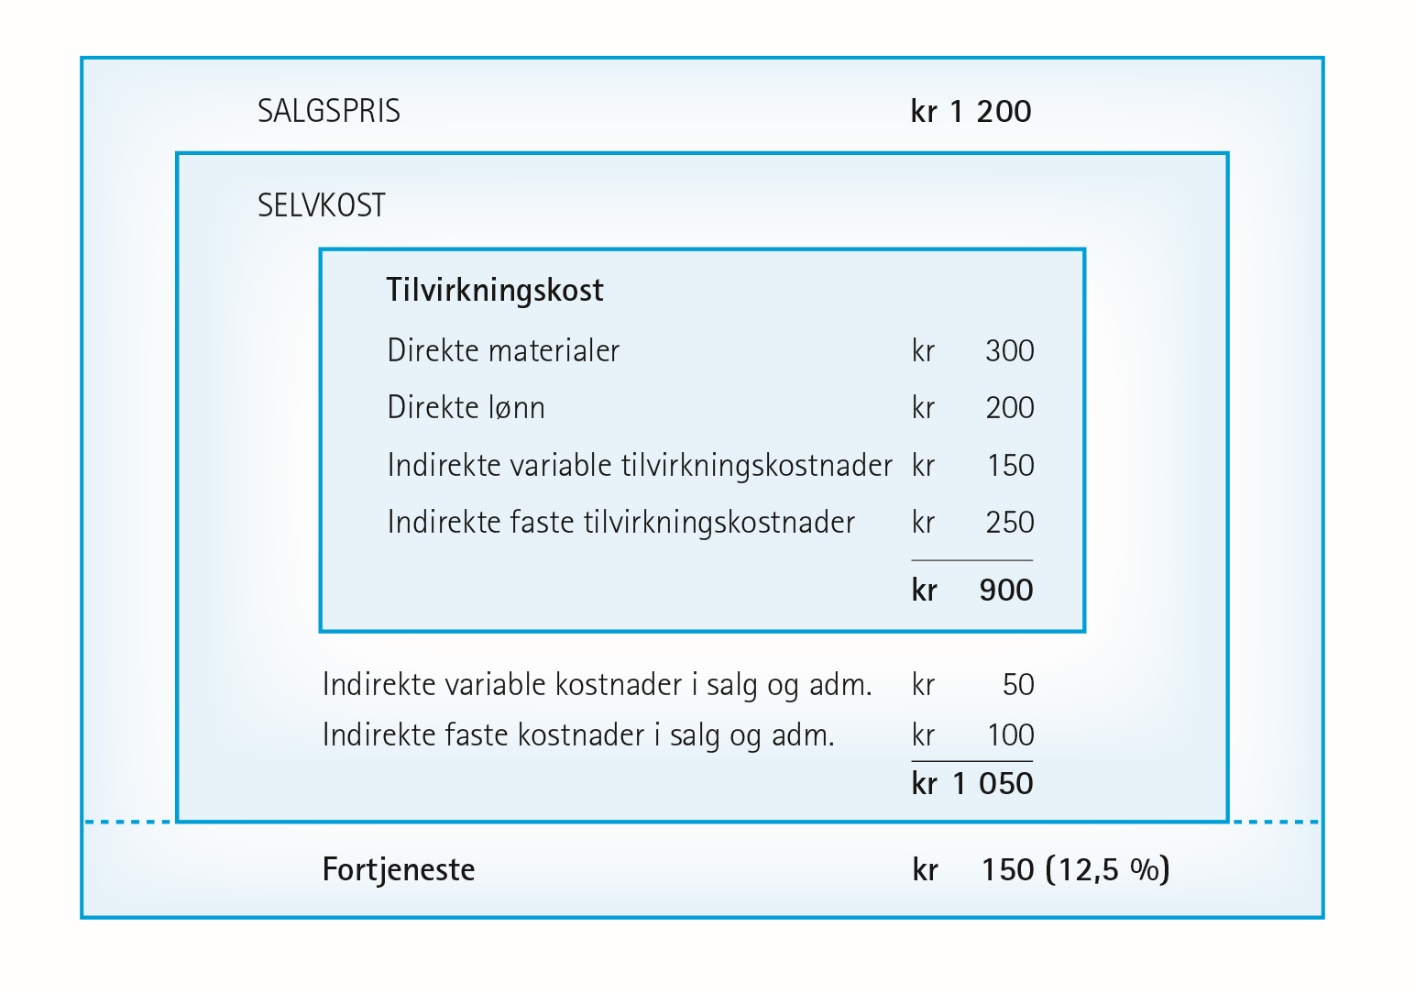 SALGSPRIS kr 1 200
SELVKOST
Tilvirkningskost
Direkte materialer kr 300
Direkte lønn kr 200
Indirekte variable tilvirkningskostnader kr 150
Indirekte faste tilvirkningskostnader kr 250
kr 900
Indirekte variable kostnader i salg og adm. kr 50
Indirekte faste kostnader i salg og adm. kr 100
kr 1 050
Fortjeneste kr 150 (12,5 %)